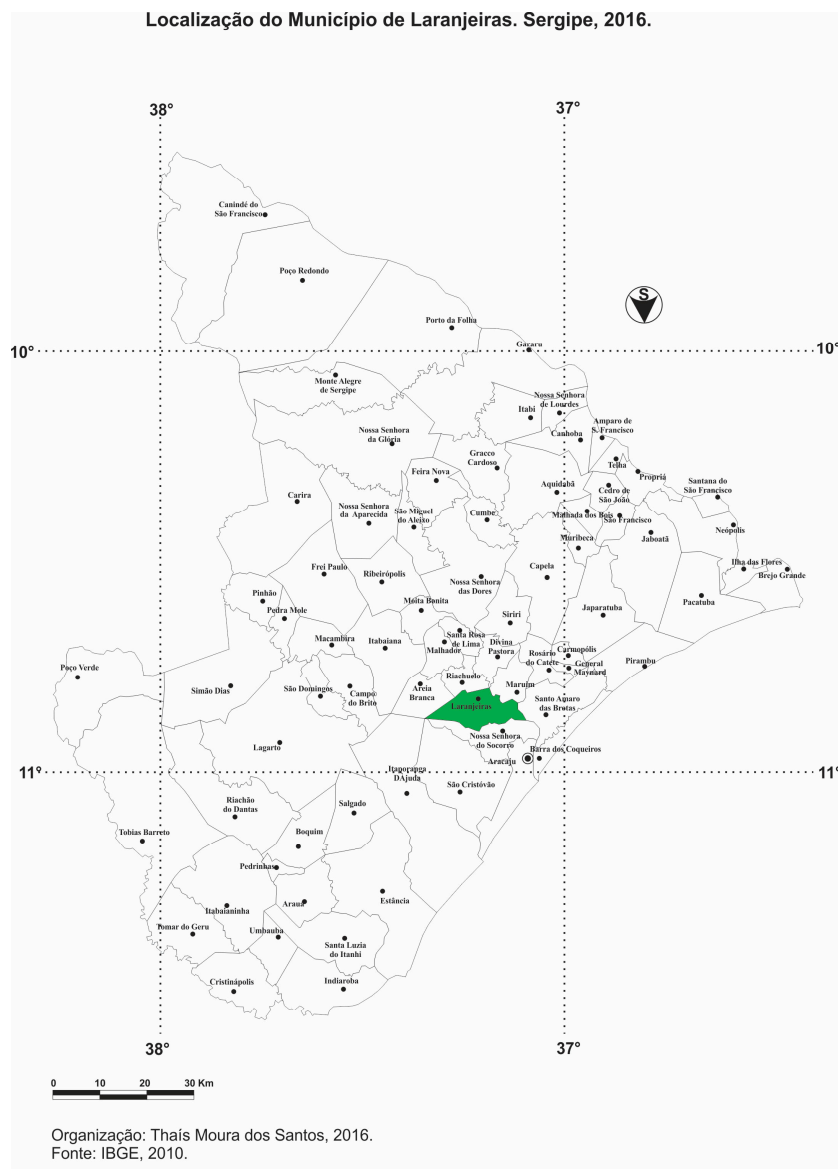 Localização do Município de Laranjeiras. Sergipe, 2016.
38°
37°
Canindé do
São Francisco
Poço Redondo
S
Porto da Folha
Gararu
10°
10°
Monte Alegre
de Sergipe
Nossa Senhora
de Lourdes
Itabi
Amparo de
S. Francisco
Nossa Senhora
da Glória
Canhoba
Gracco
Cardoso
Telha
Feira Nova
Propriá
Aquidabã
Santana do
São Francisco
Cedro de
São João
Carira
Nossa Senhora
da Aparecida
São Miguel
do Aleixo
Cumbe
Malhada dos Bois
São Francisco
Neópolis
Muribeca
Jaboatã
Frei Paulo
Ribeirópolis
Capela
Ilha das Flores
Brejo Grande
Nossa Senhora
das Dores
Pinhão
Moita Bonita
Pacatuba
Pedra Mole
Siriri
Japaratuba
Macambira
Itabaiana
Santa Rosa
de Lima
Malhador
Divina
Pastora
Carmopólis
Rosário
do Catete
General
Maynard
Pirambu
Poço Verde
Simão Dias
São Domingos
Campo
do Brito
Areia
Branca
Riachuelo
Maruim
Laranjeiras
Santo Amaro
das Brotas
Nossa Senhora
do Socorro
Lagarto
Barra dos Coqueiros
Aracaju
11°
11°
Itaporanga
DAjuda
São Cristóvão
Riachão
do Dantas
Salgado
Tobias Barreto
Boquim
Pedrinhas
Estância
Itabaianinha
Arauá
Tomar do Geru
Umbauba
Santa Luzia
do Itanhi
Cristinápolis
Indiaroba
38°
37°
0 10 20 30 Km
Organização: Thaís Moura dos Santos, 2016.
Fonte: IBGE, 2010.